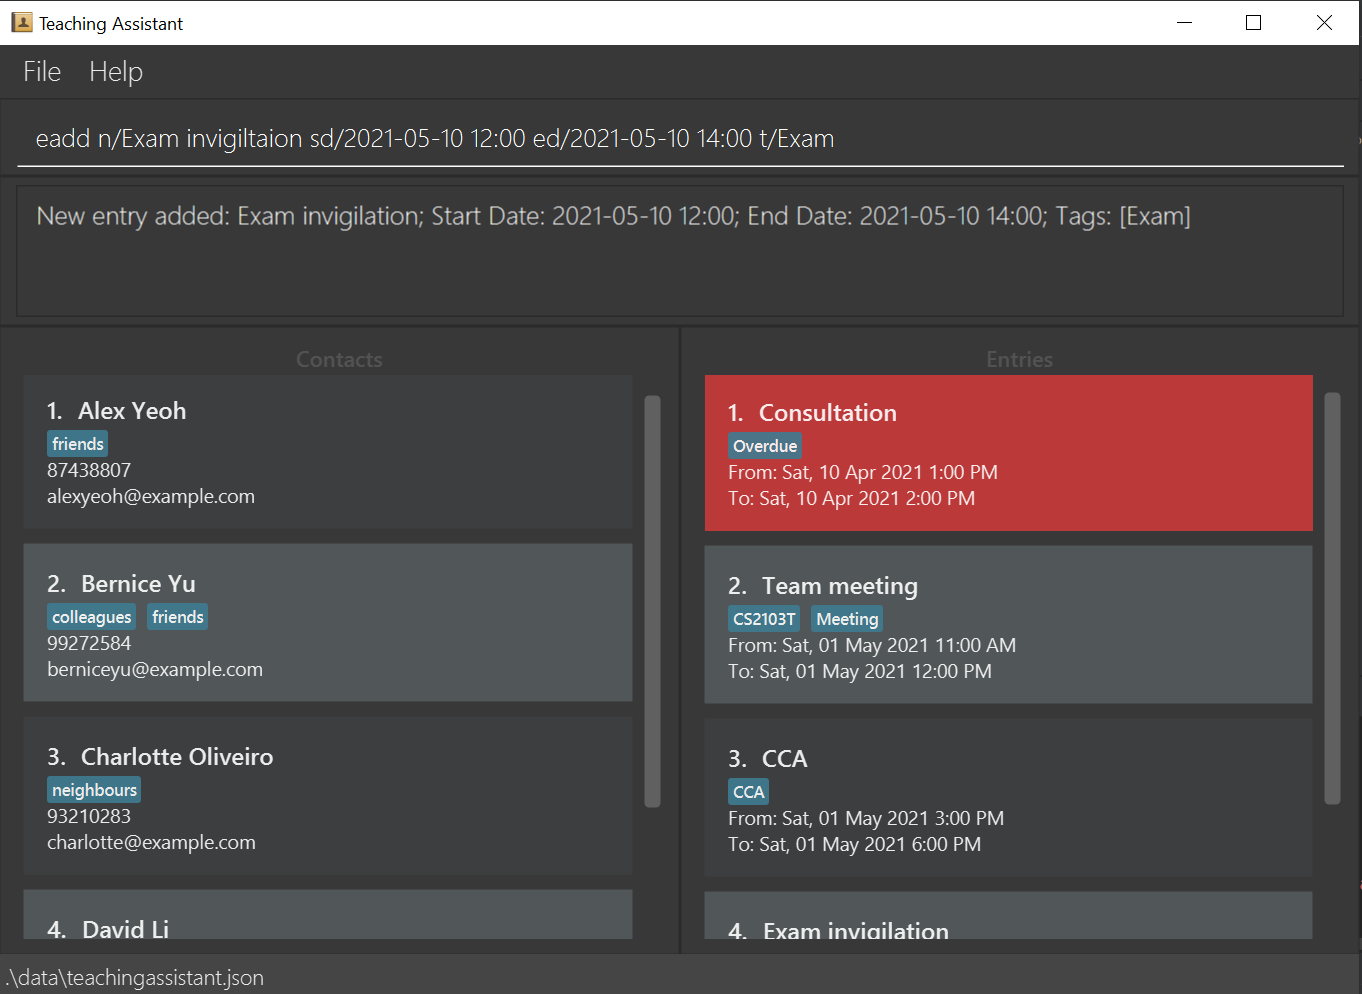 Teaching Assistant
File Help
eadd n/Exam invigiltaion sd/2021-05-10 12:00 ed/2021-05-10 14:00 t/Exam
New entry added: Exam invigilation; Start Date: 2021-05-10 12:00; End Date: 2021-05-10 14:00; Tags: [Exam]
Contacts
1. Alex Yeoh
friends
87438807
alexyeoh@example.com
2. Bernice Yu
colleagues friends
99272584
berniceyu@example.com
3. Charlotte Oliveiro
neighbours
93210283
charlotte@example.com
4. David Li
Entries
1. Consultation
Overdue
From: Sat, 10 Apr 2021 1:00 PM
To: Sat, 10 Apr 2021 2:00 PM
2. Team meeting
CS2103T Meeting
From: Sat, 01 May 2021 11:00 AM
To: Sat, 01 May 2021 12:00 PM
3. CCA
CCA
From: Sat, 01 May 2021 3:00 PM
To: Sat, 01 May 2021 6:00 PM
4. Exam invigilation
.\data\teachingassistant.json